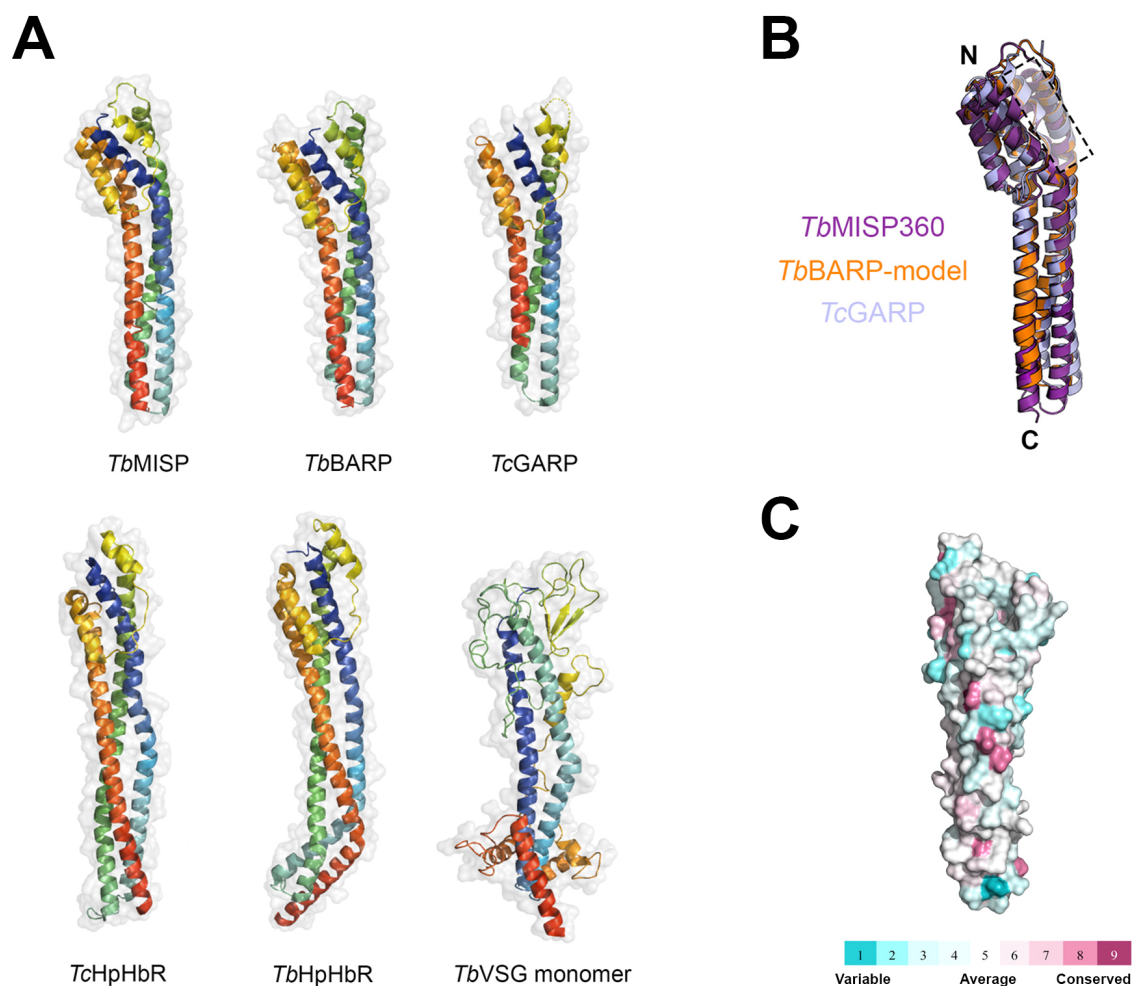 A
B
N
TbMISP360
TbBARP-model
TcGARP
C
TbMISP
TbBARP
TcGARP
C
TcHpHbR
TbHpHbR
TbVSG monomer
1 2 3 4 5 6 7 8 9
Variable Average Conserved